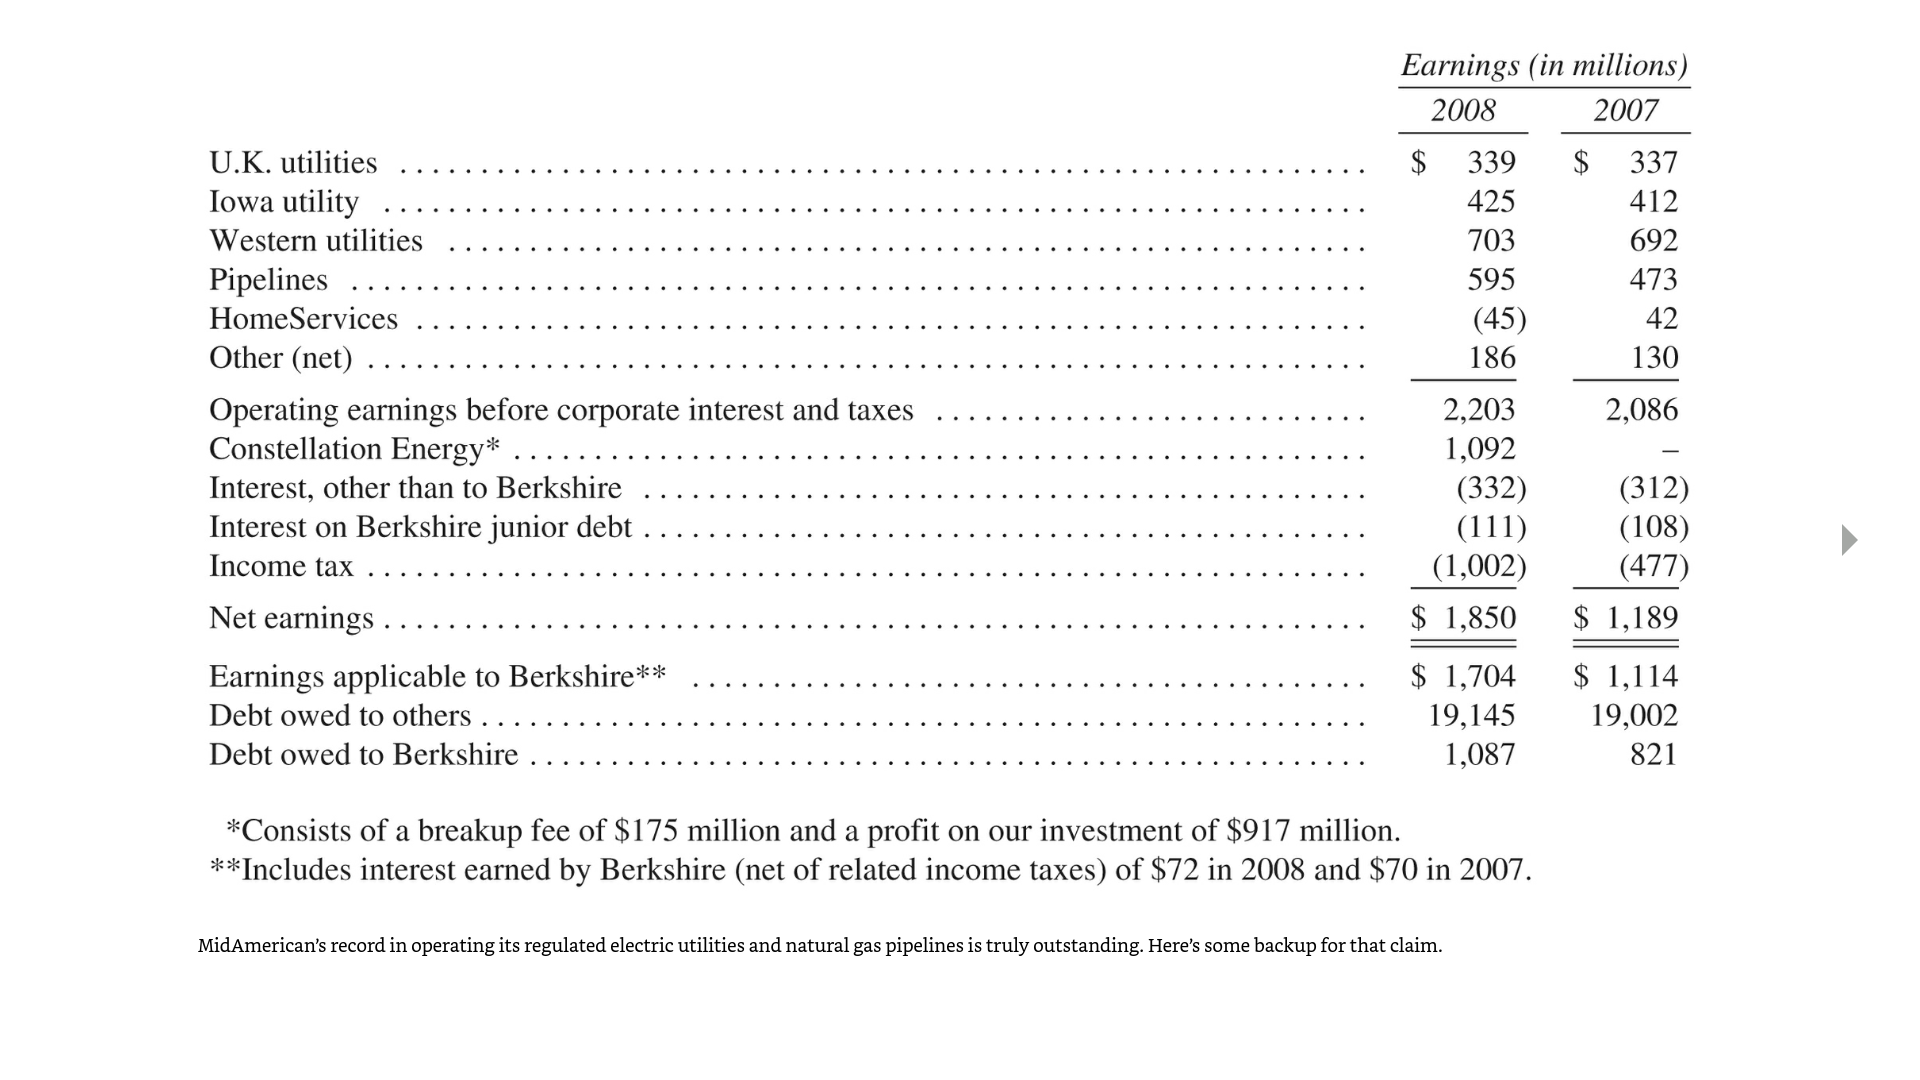 Earnings (in millions)
2008 2007
U.K. utilities . . . . . . . . . . . . . . . . . . . . $ 339 $ 337
Iowa utility . . . . . . . . . . . . . . . . . . . . 425 412
Western utilities . . . . . . . . . . . . . . . . . . . . 703 692
Pipelines . . . . . . . . . . . . . . . . . . . . 595 473
HomeServices . . . . . . . . . . . . . . . . . . . . (45) 42
Other (net) . . . . . . . . . . . . . . . . . . . . 186 130
Operating earnings before corporate interest and taxes . . . . . . . . . . . . . . . . . . . . 2,203 2,086
Constellation Energy* . . . . . . . . . . . . . . . . . . . . 1,092 –
Interest, other than to Berkshire . . . . . . . . . . . . . . . . . . . . (332) (312)
Interest on Berkshire junior debt . . . . . . . . . . . . . . . . . . . . (111) (108)
Income tax . . . . . . . . . . . . . . . . . . . . (1,002) (477)
Net earnings . . . . . . . . . . . . . . . . . . . . $ 1,850 $ 1,189
Earnings applicable to Berkshire** . . . . . . . . . . . . . . . . . . . . $ 1,704 $ 1,114
Debt owed to others . . . . . . . . . . . . . . . . . . . . 19,145 19,002
Debt owed to Berkshire . . . . . . . . . . . . . . . . . . . . 1,087 821
*Consists of a breakup fee of $175 million and a profit on our investment of $917 million.
**Includes interest earned by Berkshire (net of related income taxes) of $72 in 2008 and $70 in 2007.
MidAmerican’s record in operating its regulated electric utilities and natural gas pipelines is truly outstanding. Here’s some backup for that claim.